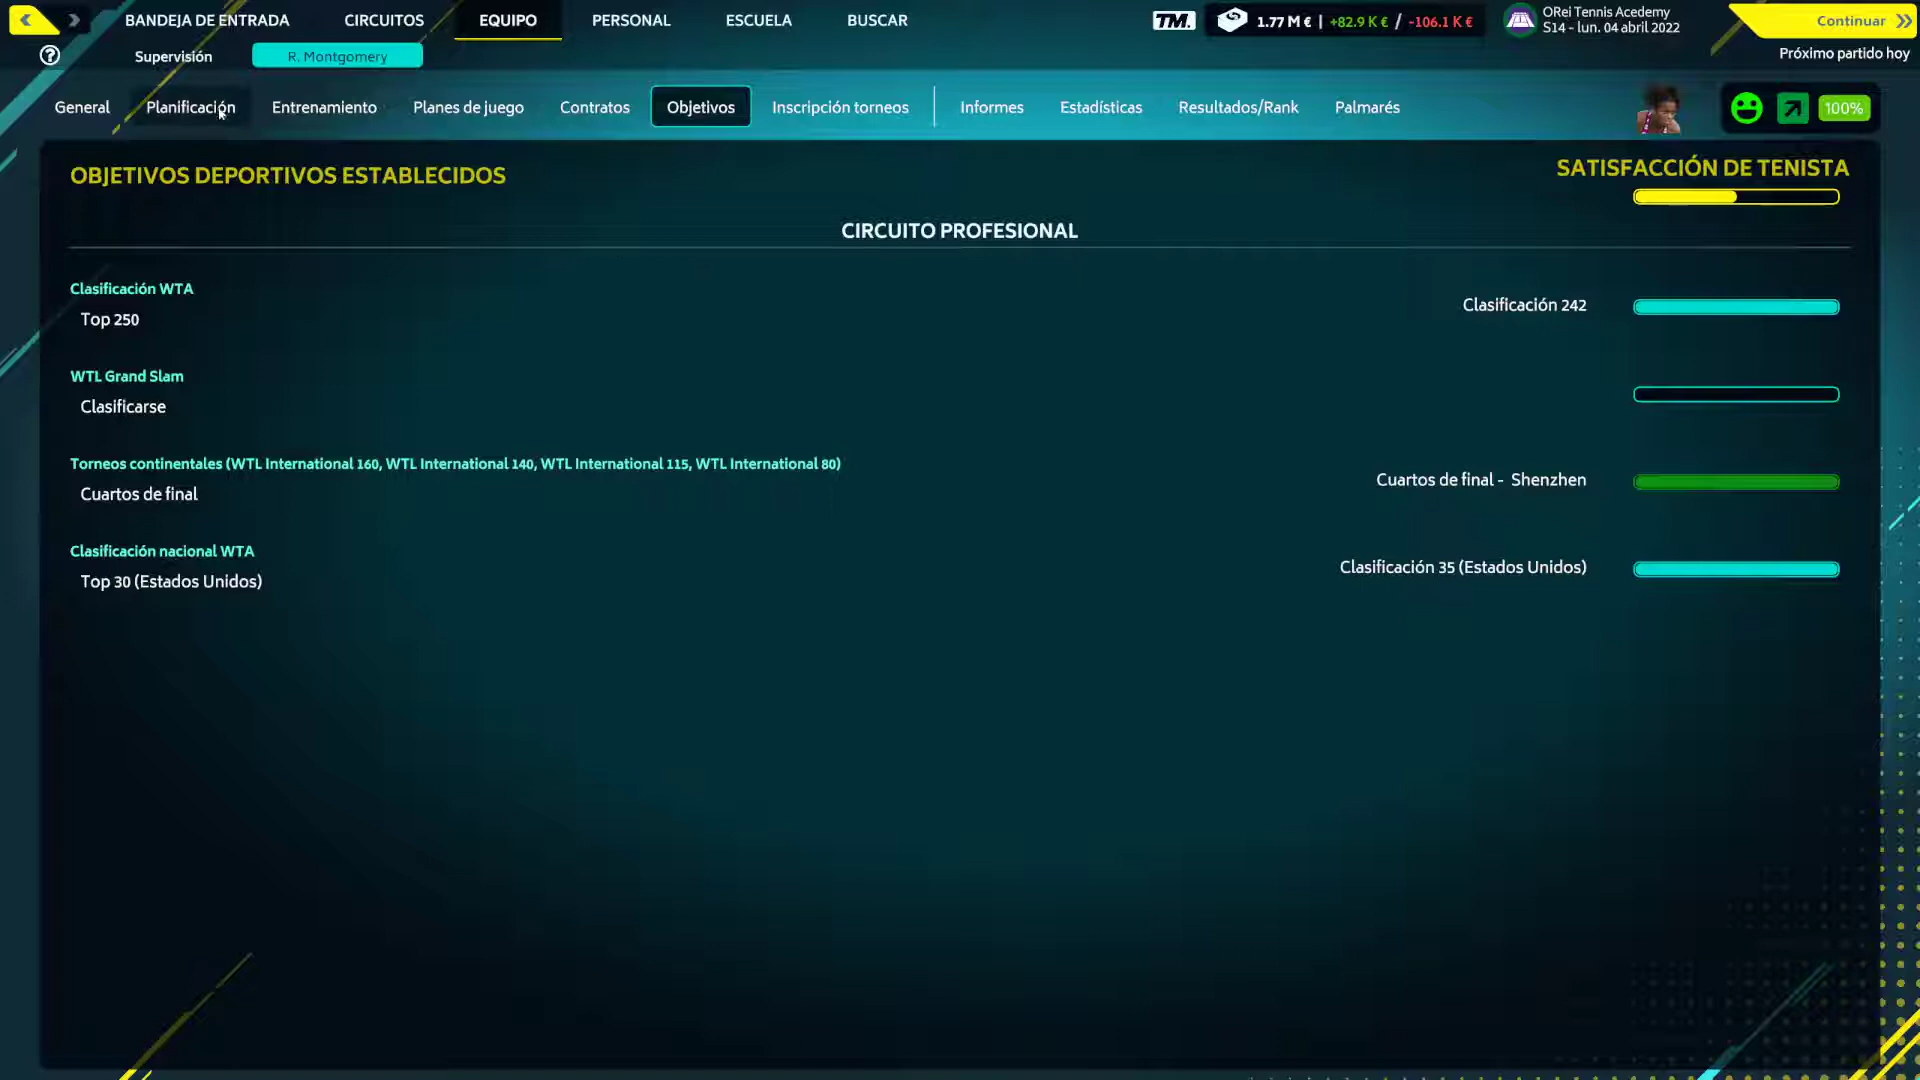 BANDEJA DE ENTRADA
CIRCUITOS
EQUIPO
PERSONAL
ESCUELA
BUSCAR
TM.
1.77 M € | +82.9 K € / -106.1 K €
ORei Tennis Acedemy
S14 - lun. 04 abril 2022
Continuar
Próximo partido hoy
Supervisión
R. Montgomery
General
Planificación
Entrenamiento
Planes de juego
Contratos
Objetivos
Inscripción torneos
Informes
Estadísticas
Resultados/Rank
Palmarés
100%
OBJETIVOS DEPORTIVOS ESTABLECIDOS
SATISFACCIÓN DE TENISTA
CIRCUITO PROFESIONAL
Clasificación WTA
Top 250
Clasificación 242
WTL Grand Slam
Clasificarse
Torneos continentales (WTL International 160, WTL International 140, WTL International 115, WTL International 80)
Cuartos de final
Cuartos de final - Shenzhen
Clasificación nacional WTA
Top 30 (Estados Unidos)
Clasificación 35 (Estados Unidos)